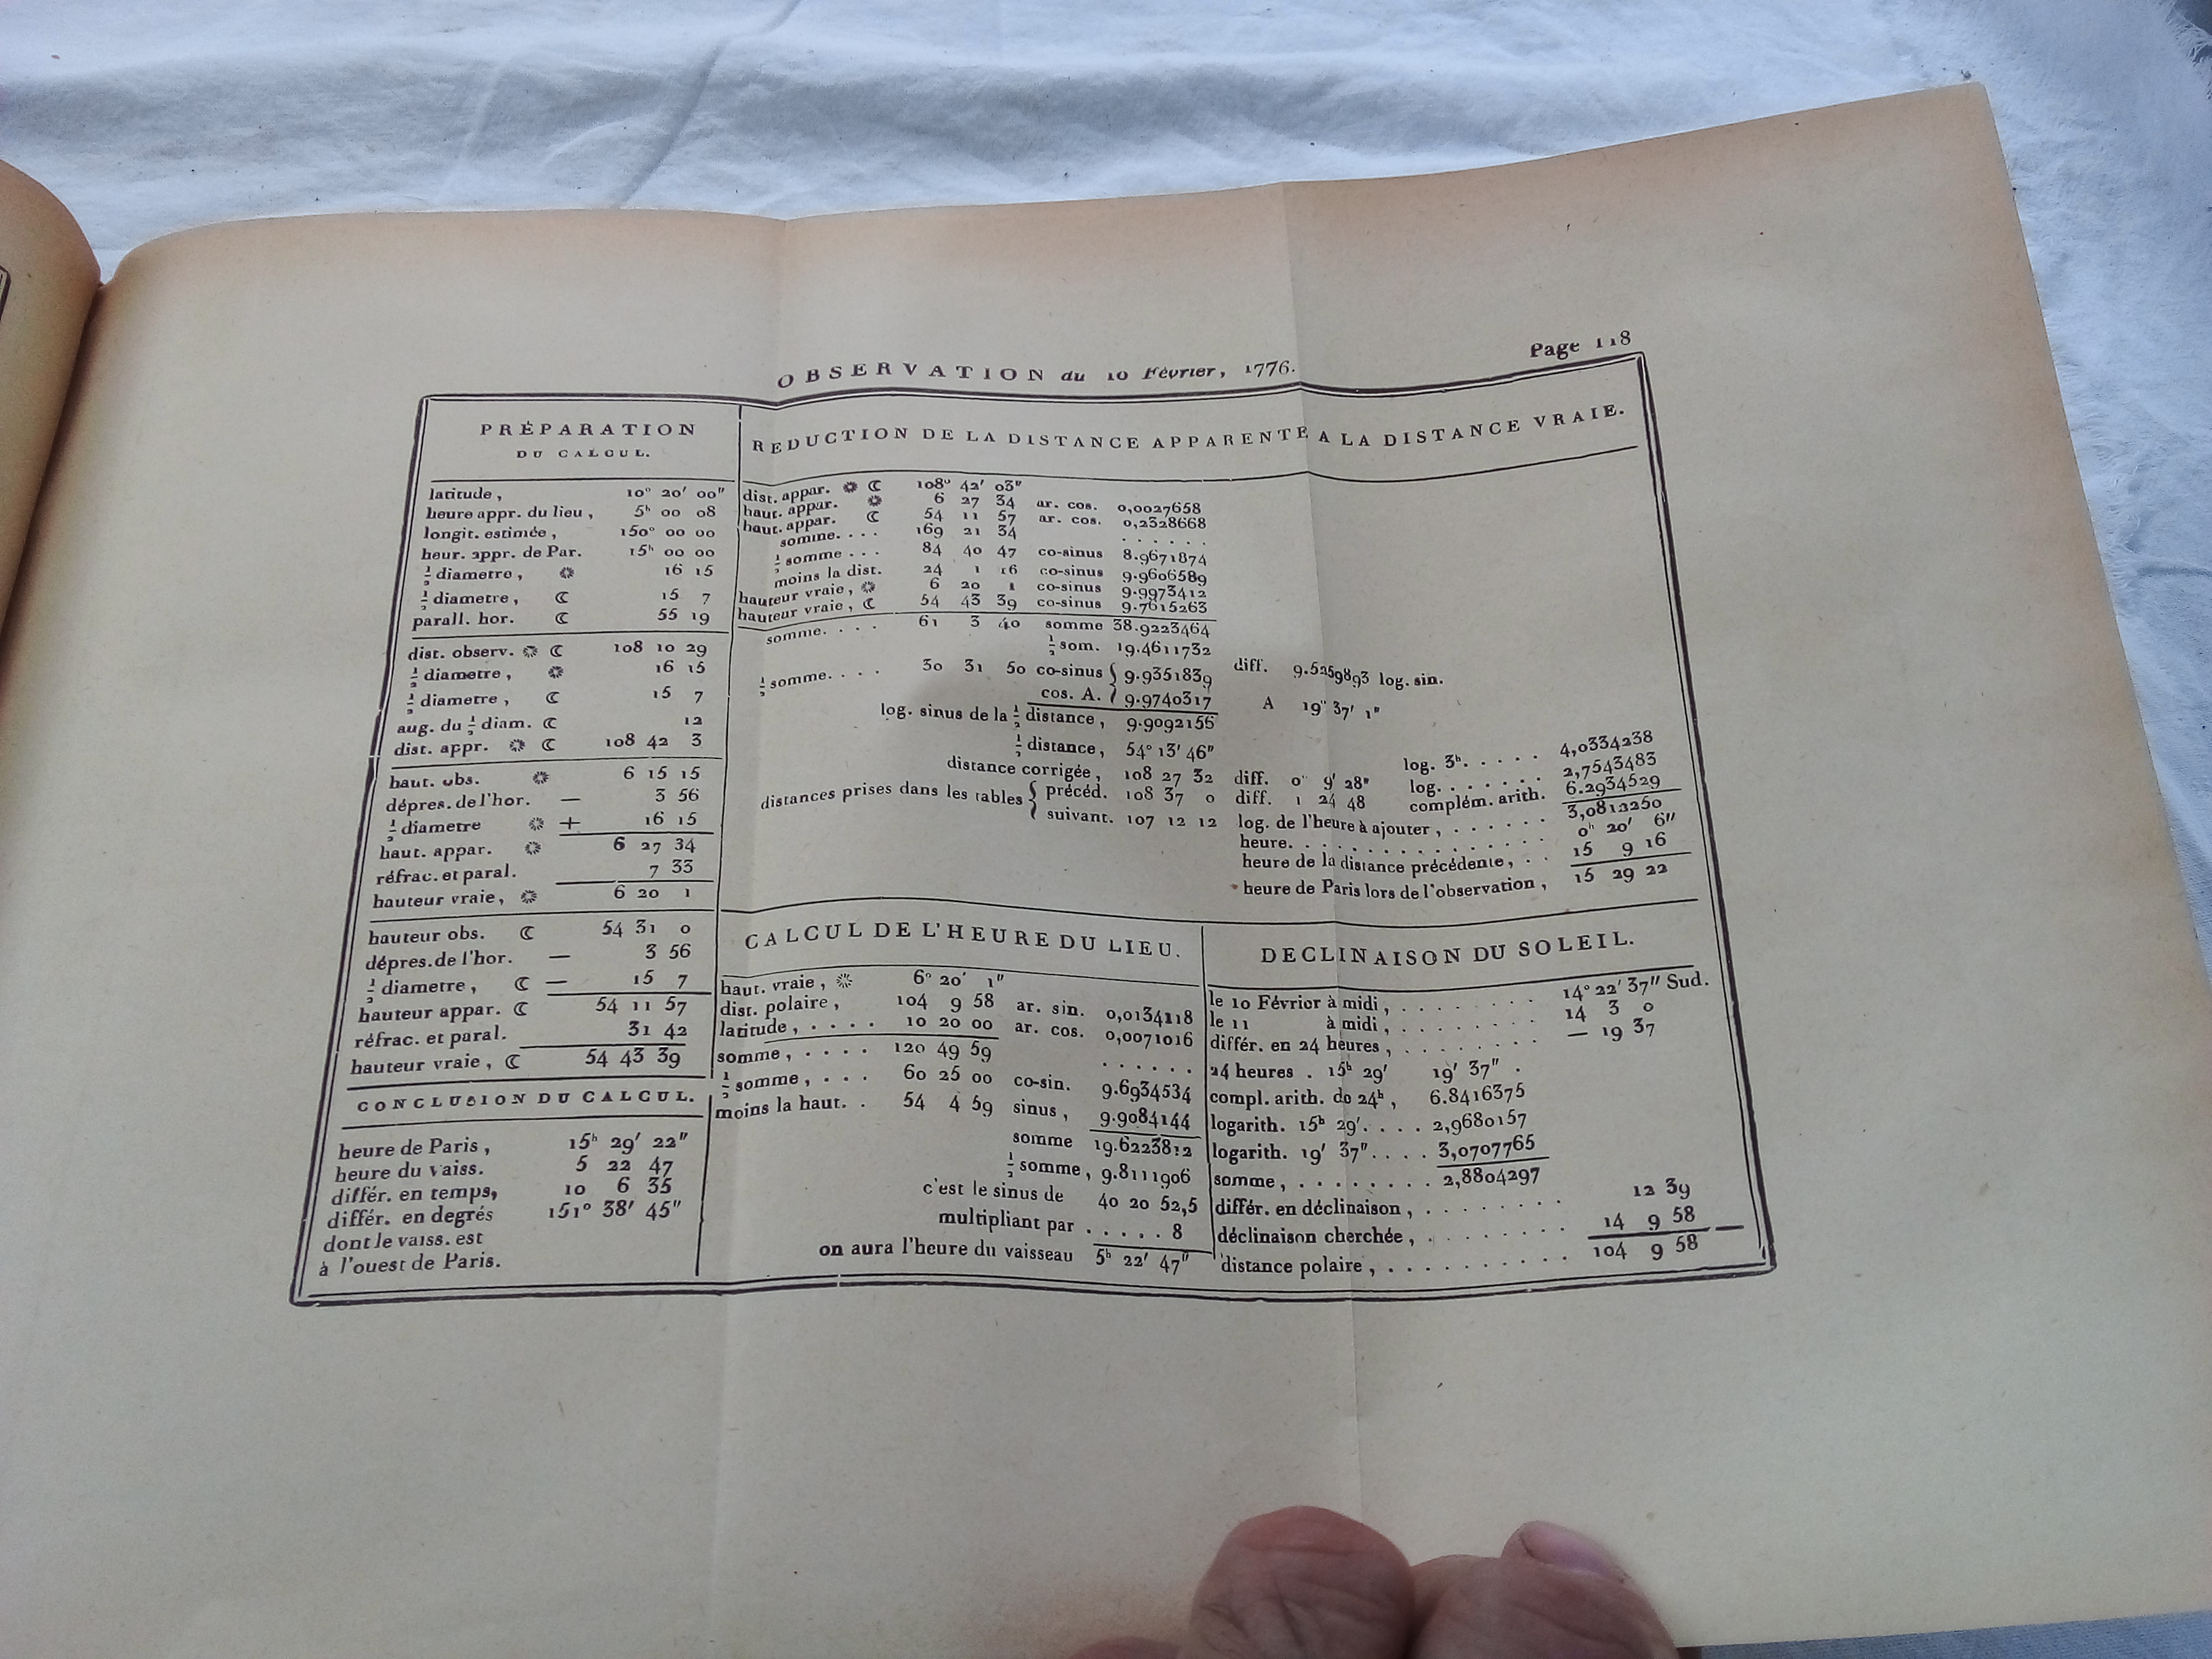 OBSERVATION du 10 Février, 1776.
Page 118
PRÉPARATION
DU CALCUL.
latitude, 10° 20′ 00″
heure appr. du lieu, 5ʰ 00 08
longit. estimée, 150° 00 00
heur. appr. de Par. 15ʰ 00 00
½ diametre, ☼ 16 15
½ diametre, ☾ 15 7
parall. hor. ☾ 55 19
dist. observ. ☼ ☾ 108 10 29
½ diametre, ☼ 16 15
½ diametre, ☾ 15 7
aug. du ½ diam. ☾ 12
dist. appr. ☼ ☾ 108 42 3
haut. obs. ☼ 6 15 15
dépres. de l'hor. — 3 56
½ diametre ☼ + 16 15
haut. appar. ☼ 6 27 34
réfrac. et paral. 7 33
hauteur vraie, ☼ 6 20 1
hauteur obs. ☾ 54 31 0
dépres. de l'hor. — 3 56
½ diametre, ☾ — 15 7
hauteur appar. ☾ 54 11 57
réfrac. et paral. 31 42
hauteur vraie, ☾ 54 43 39
CONCLUSION DU CALCUL.
heure de Paris, 15ʰ 29′ 22″
heure du vaiss. 5 22 47
différ. en temps, 10 6 35
différ. en degrés 151° 38′ 45″
dont le vaiss. est
à l'ouest de Paris.
REDUCTION DE LA DISTANCE APPARENTE A LA DISTANCE VRAIE.
dist. appar. ☼ ☾ 108° 42′ 03″
haut. appar. ☼ 6 27 34 ar. cos. 0,0027658
haut. appar. ☾ 54 11 57 ar. cos. 0,2328668
somme. . . . 169 21 34 . . . . . .
½ somme . . . 84 40 47 co-sinus 8.9671874
moins la dist. 24 1 16 co-sinus 9.9606589
hauteur vraie, ☼ 6 20 1 co-sinus 9.9973412
hauteur vraie, ☾ 54 43 39 co-sinus 9.7615263
somme. . . . 61 3 40 somme 38.9223464
½ som. 19.4611732
½ somme. . . . 30 31 50 co-sinus { 9.9351839 diff. 9.5259893 log. sin.
cos. A. { 9.9740317 A 19° 37′ 1″
log. sinus de la ½ distance, 9.9092156
½ distance, 54° 13′ 46″
distance corrigée, 108 27 32 diff. 0° 9′ 28″ log. 3ʰ. . . . . . 4,0334238
distances prises dans les tables { précéd. 108 37 0 diff. 1 24 48 log. . . . . . . 2,7543483
suivant. 107 12 12 complém. arith. 6.2934529
log. de l'heure à ajouter, . . . . . . 3,0812250
heure. . . . . . . . . . . . . . . 0ʰ 20′ 6″
heure de la distance précédente, . . 15 9 16
heure de Paris lors de l'observation, 15 29 22
CALCUL DE L'HEURE DU LIEU.
haut. vraie, ☼ 6° 20′ 1″
dist. polaire, 104 9 58 ar. sin. 0,0134118
latitude, . . . . 10 20 00 ar. cos. 0,0071016
somme, . . . . 120 49 59 . . . . . .
½ somme, . . . 60 25 00 co-sin. 9.6934534
moins la haut. . 54 4 59 sinus, 9.9084144
somme 19.6223812
½ somme, 9.8111906
c'est le sinus de 40 20 52,5
multipliant par . . . . . 8
on aura l'heure du vaisseau 5ʰ 22′ 47″
DECLINAISON DU SOLEIL.
le 10 Février à midi, . . . . . . . 14° 22′ 37″ Sud.
le 11 à midi, . . . . . . . 14 3 0
différ. en 24 heures, . . . . . . . — 19 37
24 heures . 15ʰ 29′ 19′ 37″ .
compl. arith. do 24ʰ, 6.8416375
logarith. 15ʰ 29′. . . . 2,9680157
logarith. 19′ 37″. . . . 3,0707765
somme, . . . . . . . . 2,8804297
différ. en déclinaison, . . . . . . . 12 39
déclinaison cherchée, . . . . . . . 14 9 58
distance polaire, . . . . . . . . . 104 9 58